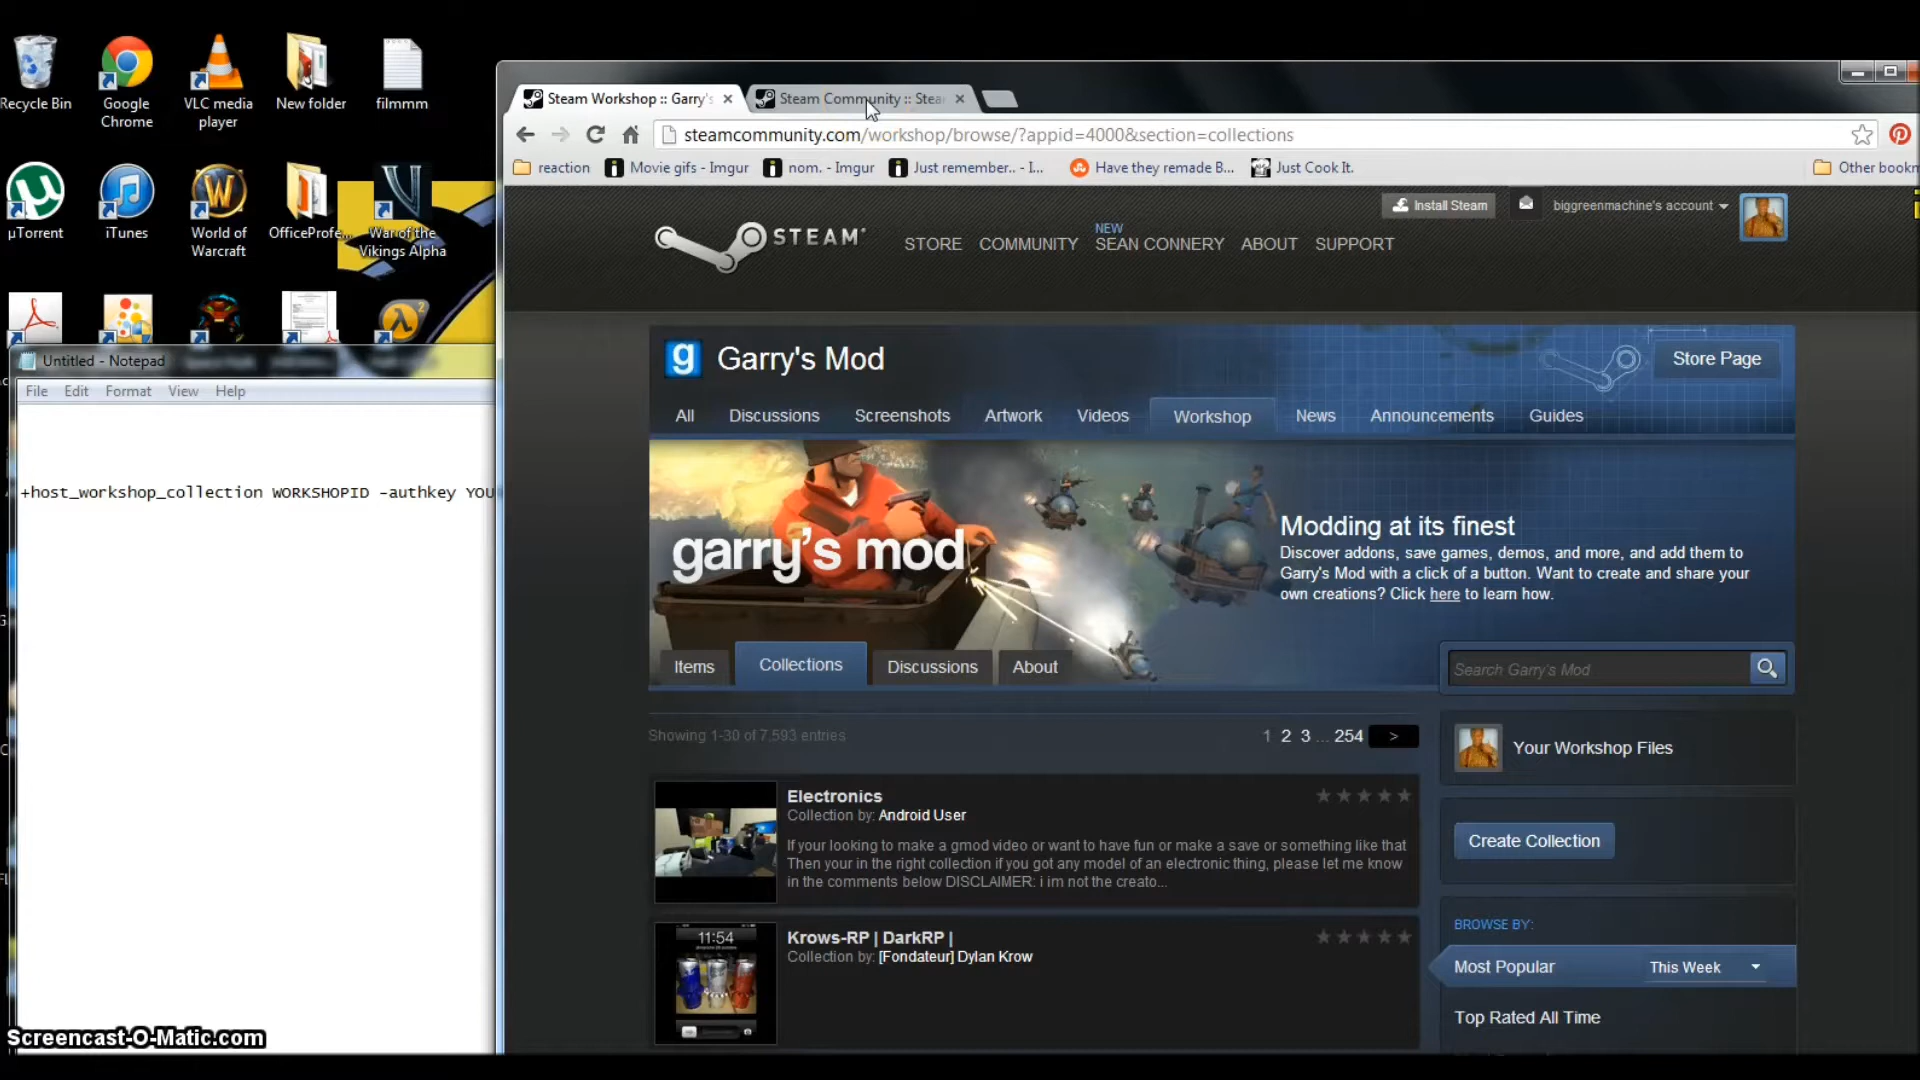 Recycle Bin
Google Chrome
VLC media player
New folder
filmmm
µTorrent
iTunes
World of Warcraft
OfficeProfe...
War of the Vikings Alpha
Untitled - Notepad
File Edit Format View Help
+host_workshop_collection WORKSHOPID -authkey YOU
Screencast-O-Matic.com
Steam Workshop :: Garry's
Steam Community :: Stea
steamcommunity.com/workshop/browse/?appid=4000&section=collections
reaction
Movie gifs - Imgur
nom. - Imgur
Just remember.. - I...
Have they remade B...
Just Cook It.
Other bookm
Install Steam
biggreenmachine's account
STEAM
STORE COMMUNITY NEW SEAN CONNERY ABOUT SUPPORT
g Garry's Mod
Store Page
All Discussions Screenshots Artwork Videos Workshop News Announcements Guides
garry's mod
Modding at its finest
Discover addons, save games, demos, and more, and add them to
Garry's Mod with a click of a button. Want to create and share your
own creations? Click here to learn how.
Items Collections Discussions About
Search Garry's Mod
Showing 1-30 of 7,593 entries
1 2 3 ... 254 >
Electronics
Collection by: Android User
If your looking to make a gmod video or want to have fun or make a save or something like that
Then your in the right collection if you got any model of an electronic thing, please let me know
in the comments below DISCLAIMER: i im not the creato...
11:54
Krows-RP | DarkRP |
Collection by: [Fondateur] Dylan Krow
Your Workshop Files
Create Collection
BROWSE BY:
Most Popular This Week
Top Rated All Time